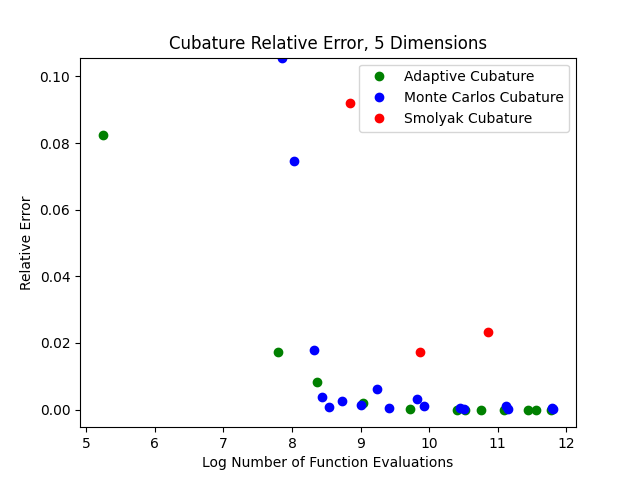 Cubature Relative Error, 5 Dimensions
Adaptive Cubature
Monte Carlos Cubature
Smolyak Cubature
0.10
0.08
0.06
0.04
0.02
0.00
Relative Error
5 6 7 8 9 10 11 12
Log Number of Function Evaluations